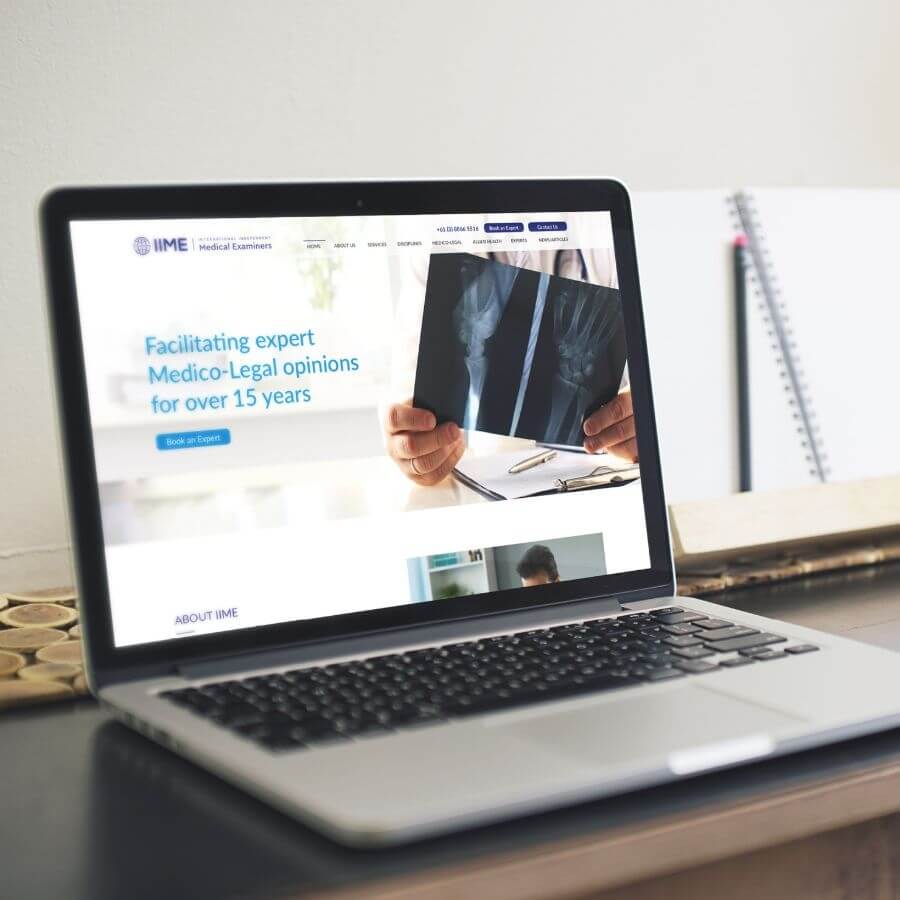 +61 (3) 8066 5516 Book an Expert Contact Us
IIME INTERNATIONAL INDEPENDENT
Medical Examiners
HOME ABOUT US SERVICES DISCIPLINES MEDICO-LEGAL ALLIED HEALTH EXPERTS NEWS/ARTICLES
Facilitating expert
Medico-Legal opinions
for over 15 years
Book an Expert
ABOUT IIME